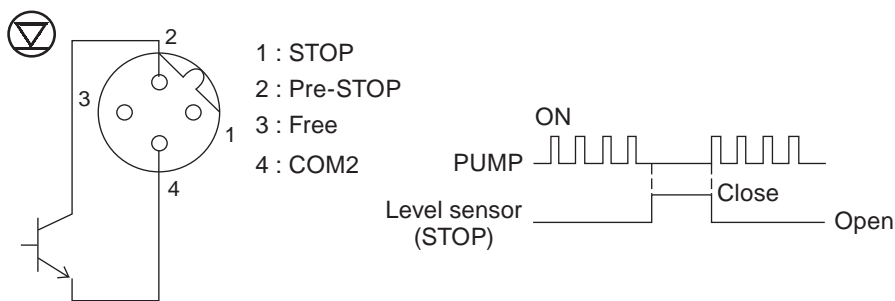 2
3
1
4
1 : STOP
2 : Pre-STOP
3 : Free
4 : COM2
ON
PUMP
Close
Level sensor
(STOP)
Open